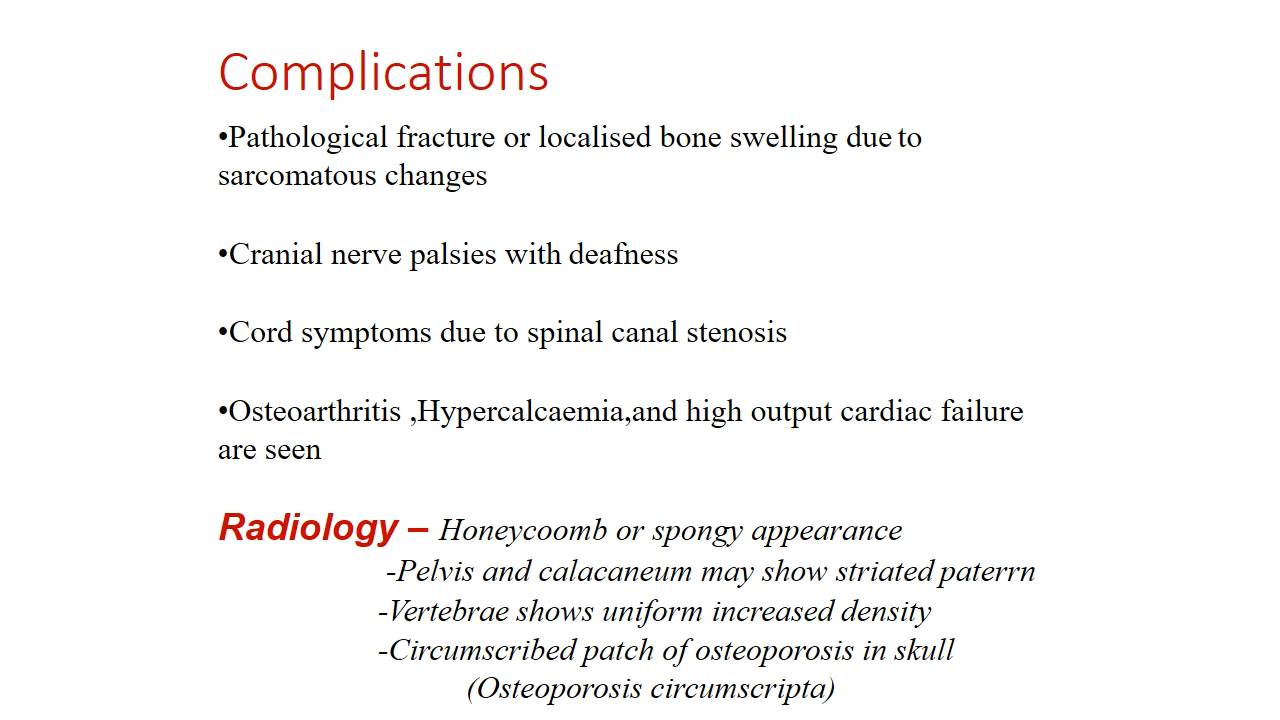 Complications
•Pathological fracture or localised bone swelling due to
sarcomatous changes
•Cranial nerve palsies with deafness
•Cord symptoms due to spinal canal stenosis
•Osteoarthritis ,Hypercalcaemia,and high output cardiac failure
are seen
Radiology – Honeycoomb or spongy appearance
-Pelvis and calacaneum may show striated paterrn
-Vertebrae shows uniform increased density
-Circumscribed patch of osteoporosis in skull
(Osteoporosis circumscripta)